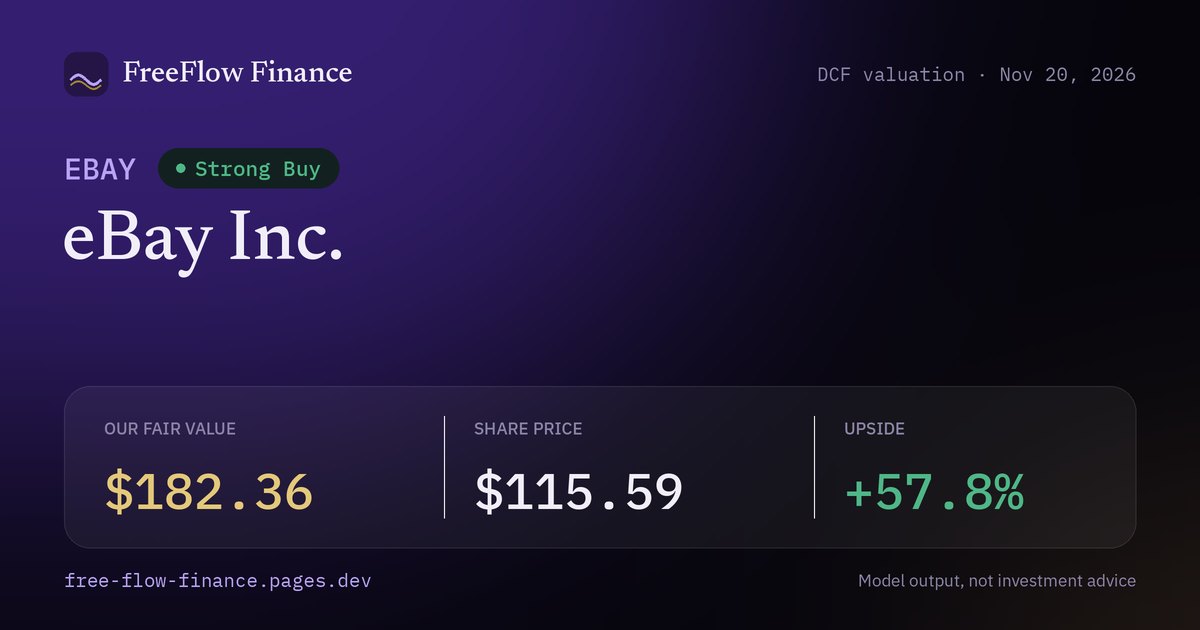 FreeFlow Finance
DCF valuation · Nov 20, 2026
EBAY
Strong Buy
eBay Inc.
OUR FAIR VALUE
$182.36
SHARE PRICE
$115.59
UPSIDE
+57.8%
free-flow-finance.pages.dev
Model output, not investment advice